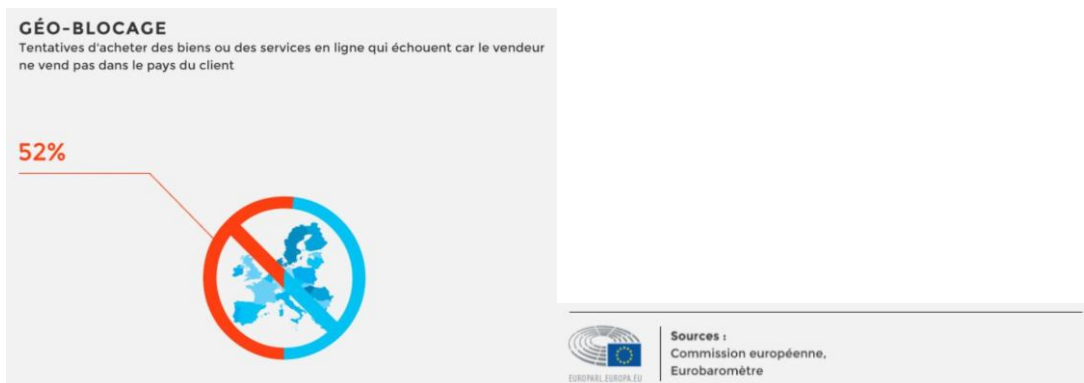 GÉO-BLOCAGE
Tentatives d'acheter des biens ou des services en ligne qui échouent car le vendeur
ne vend pas dans le pays du client
52%
EUROPARL.EUROPA.EU
Sources :
Commission européenne,
Eurobaromètre